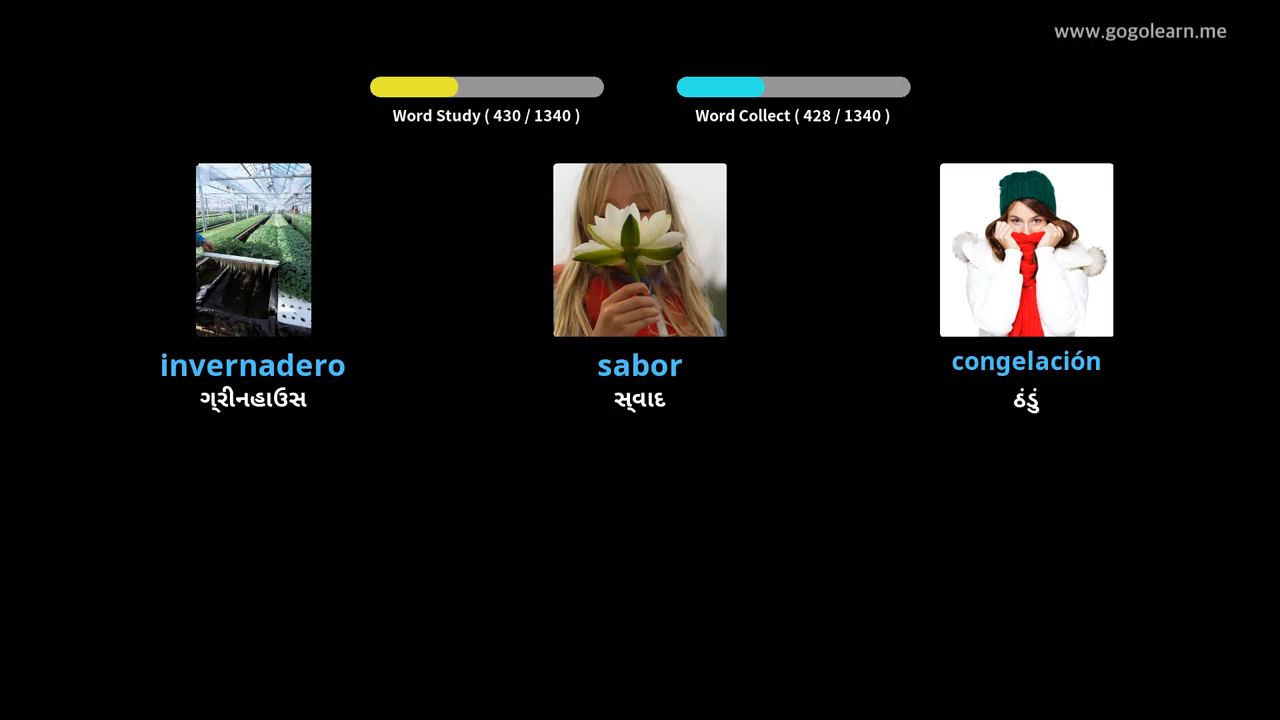 www.gogolearn.me
Word Study ( 430 / 1340 )
Word Collect ( 428 / 1340 )
invernadero
ગ્રીનહાઉસ
sabor
સ્વાદ
congelación
ઠંડું